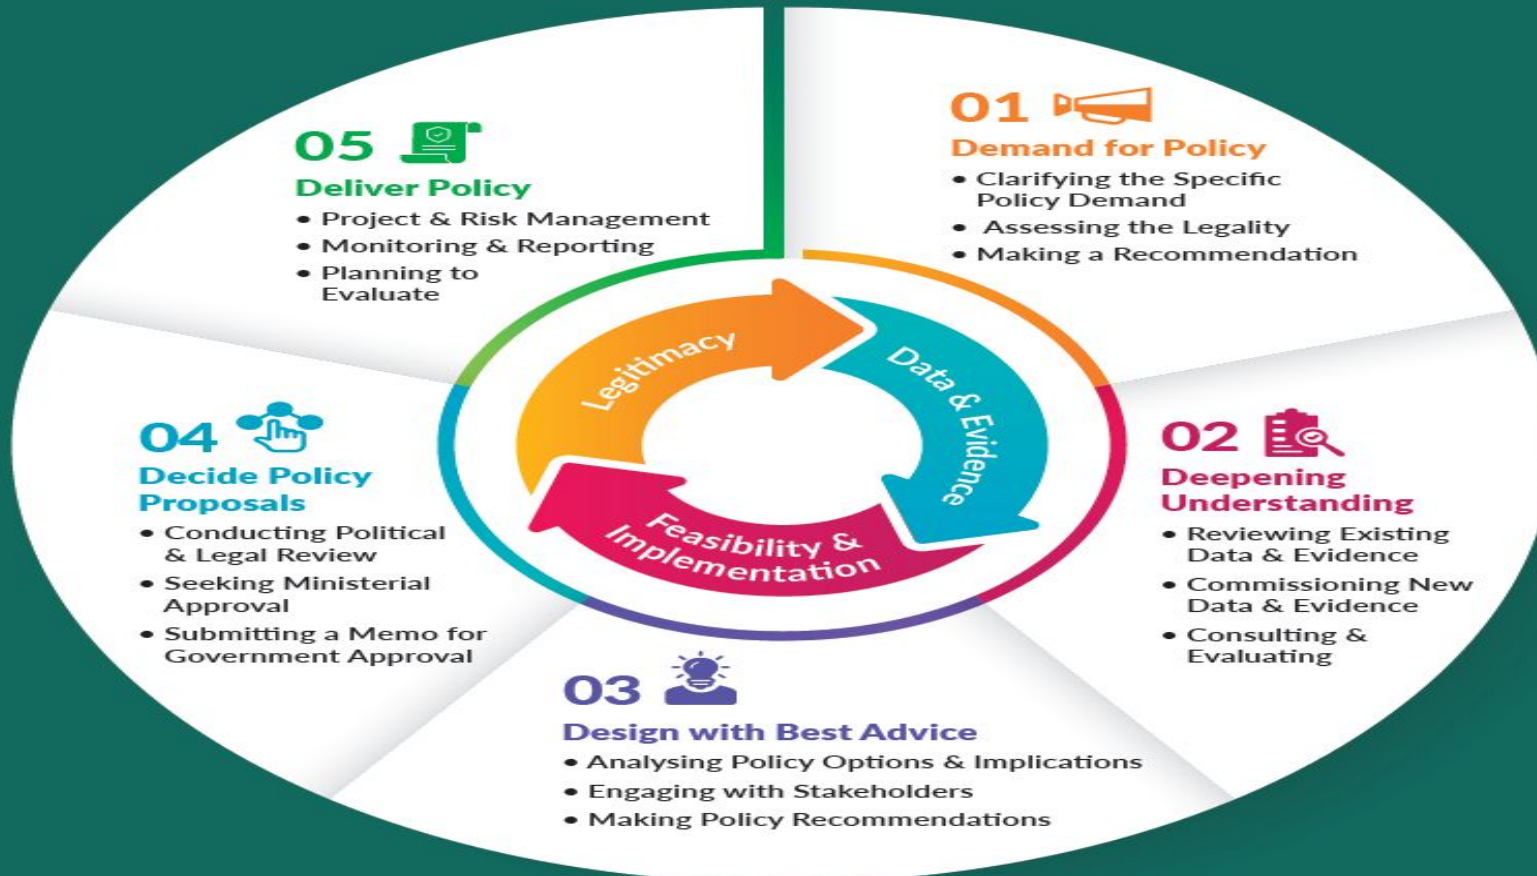 01
Demand for Policy
• Clarifying the Specific
Policy Demand
• Assessing the Legality
• Making a Recommendation
02
Deepening
Understanding
• Reviewing Existing
Data & Evidence
• Commissioning New
Data & Evidence
• Consulting &
Evaluating
03
Design with Best Advice
• Analysing Policy Options & Implications
• Engaging with Stakeholders
• Making Policy Recommendations
04
Decide Policy
Proposals
• Conducting Political
& Legal Review
• Seeking Ministerial
Approval
• Submitting a Memo for
Government Approval
05
Deliver Policy
• Project & Risk Management
• Monitoring & Reporting
• Planning to
Evaluate
Legitimacy
Data & Evidence
Feasibility &
Implementation